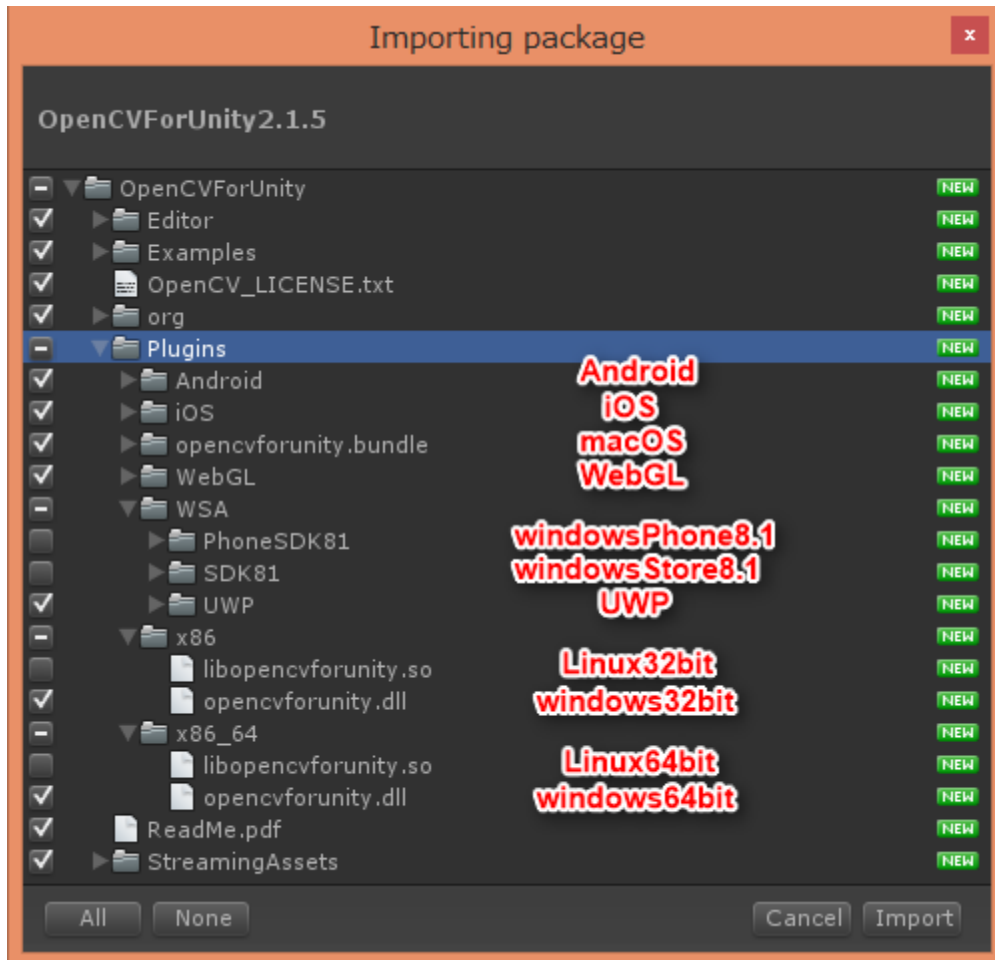 Importing package
x
OpenCVForUnity2.1.5
OpenCVForUnity NEW
Editor NEW
Examples NEW
OpenCV_LICENSE.txt NEW
org NEW
Plugins NEW
Android Android NEW
iOS iOS NEW
opencvforunity.bundle macOS NEW
WebGL WebGL NEW
WSA NEW
PhoneSDK81 windowsPhone8.1 NEW
SDK81 windowsStore8.1 NEW
UWP UWP NEW
x86 NEW
libopencvforunity.so Linux32bit NEW
opencvforunity.dll windows32bit NEW
x86_64 NEW
libopencvforunity.so Linux64bit NEW
opencvforunity.dll windows64bit NEW
ReadMe.pdf NEW
StreamingAssets NEW
All None Cancel Import